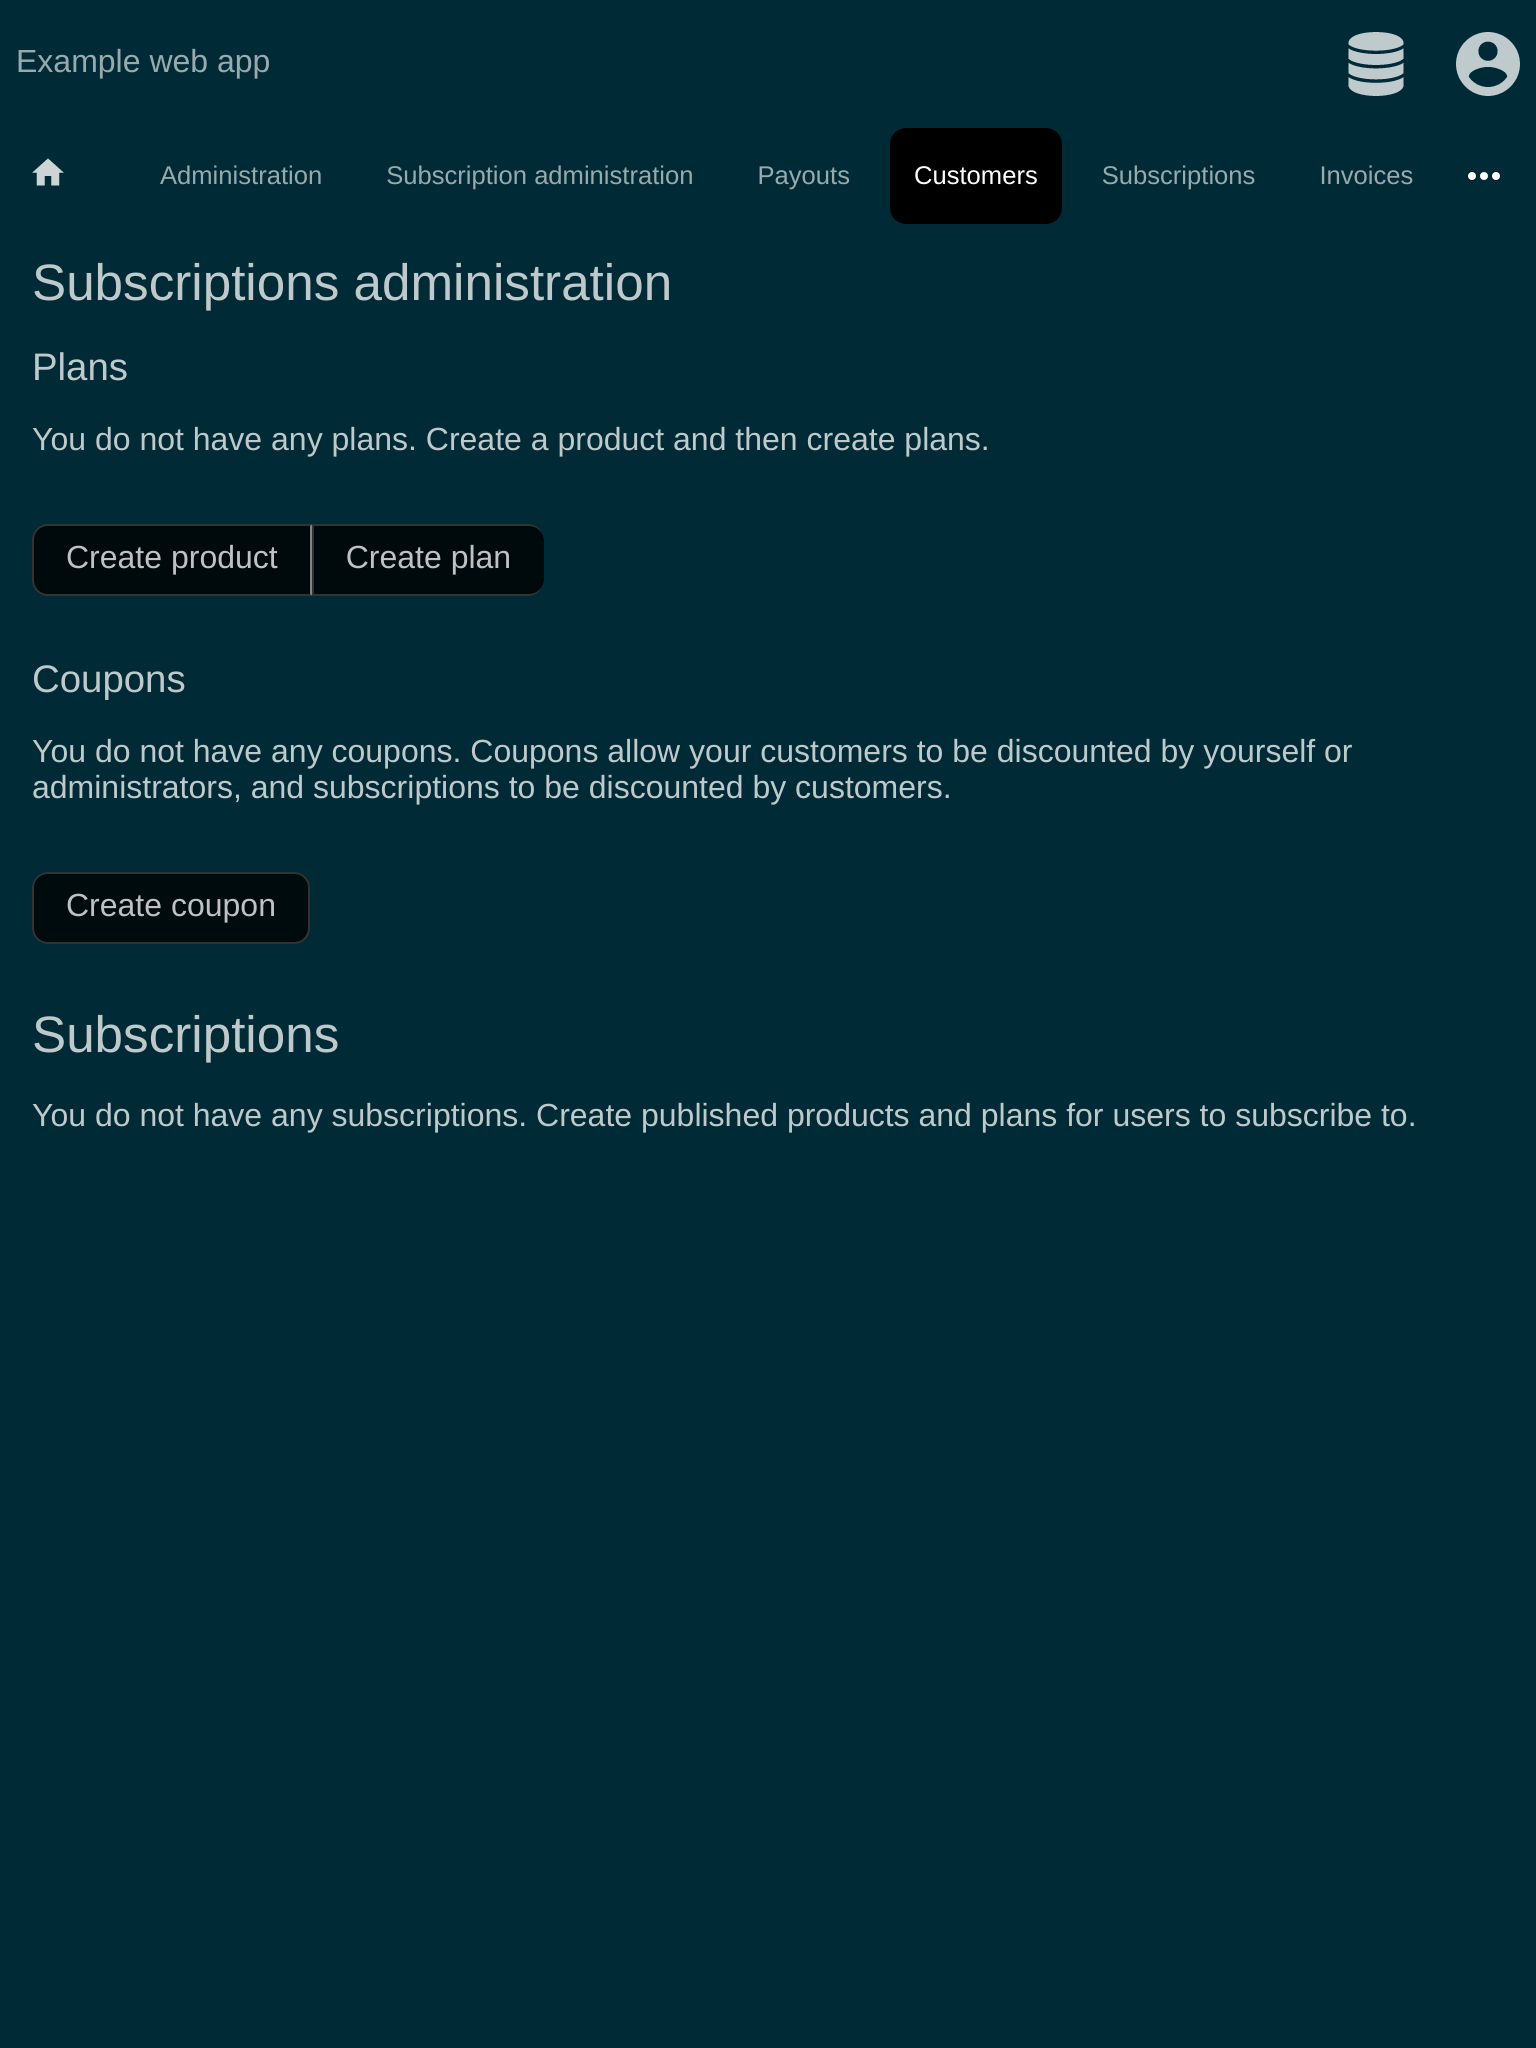 Example web app
Administration
Subscription administration
Payouts
Customers
Subscriptions
Invoices
Subscriptions administration
Plans
You do not have any plans. Create a product and then create plans.
Create product
Create plan
Coupons
You do not have any coupons. Coupons allow your customers to be discounted by yourself or
administrators, and subscriptions to be discounted by customers.
Create coupon
Subscriptions
You do not have any subscriptions. Create published products and plans for users to subscribe to.